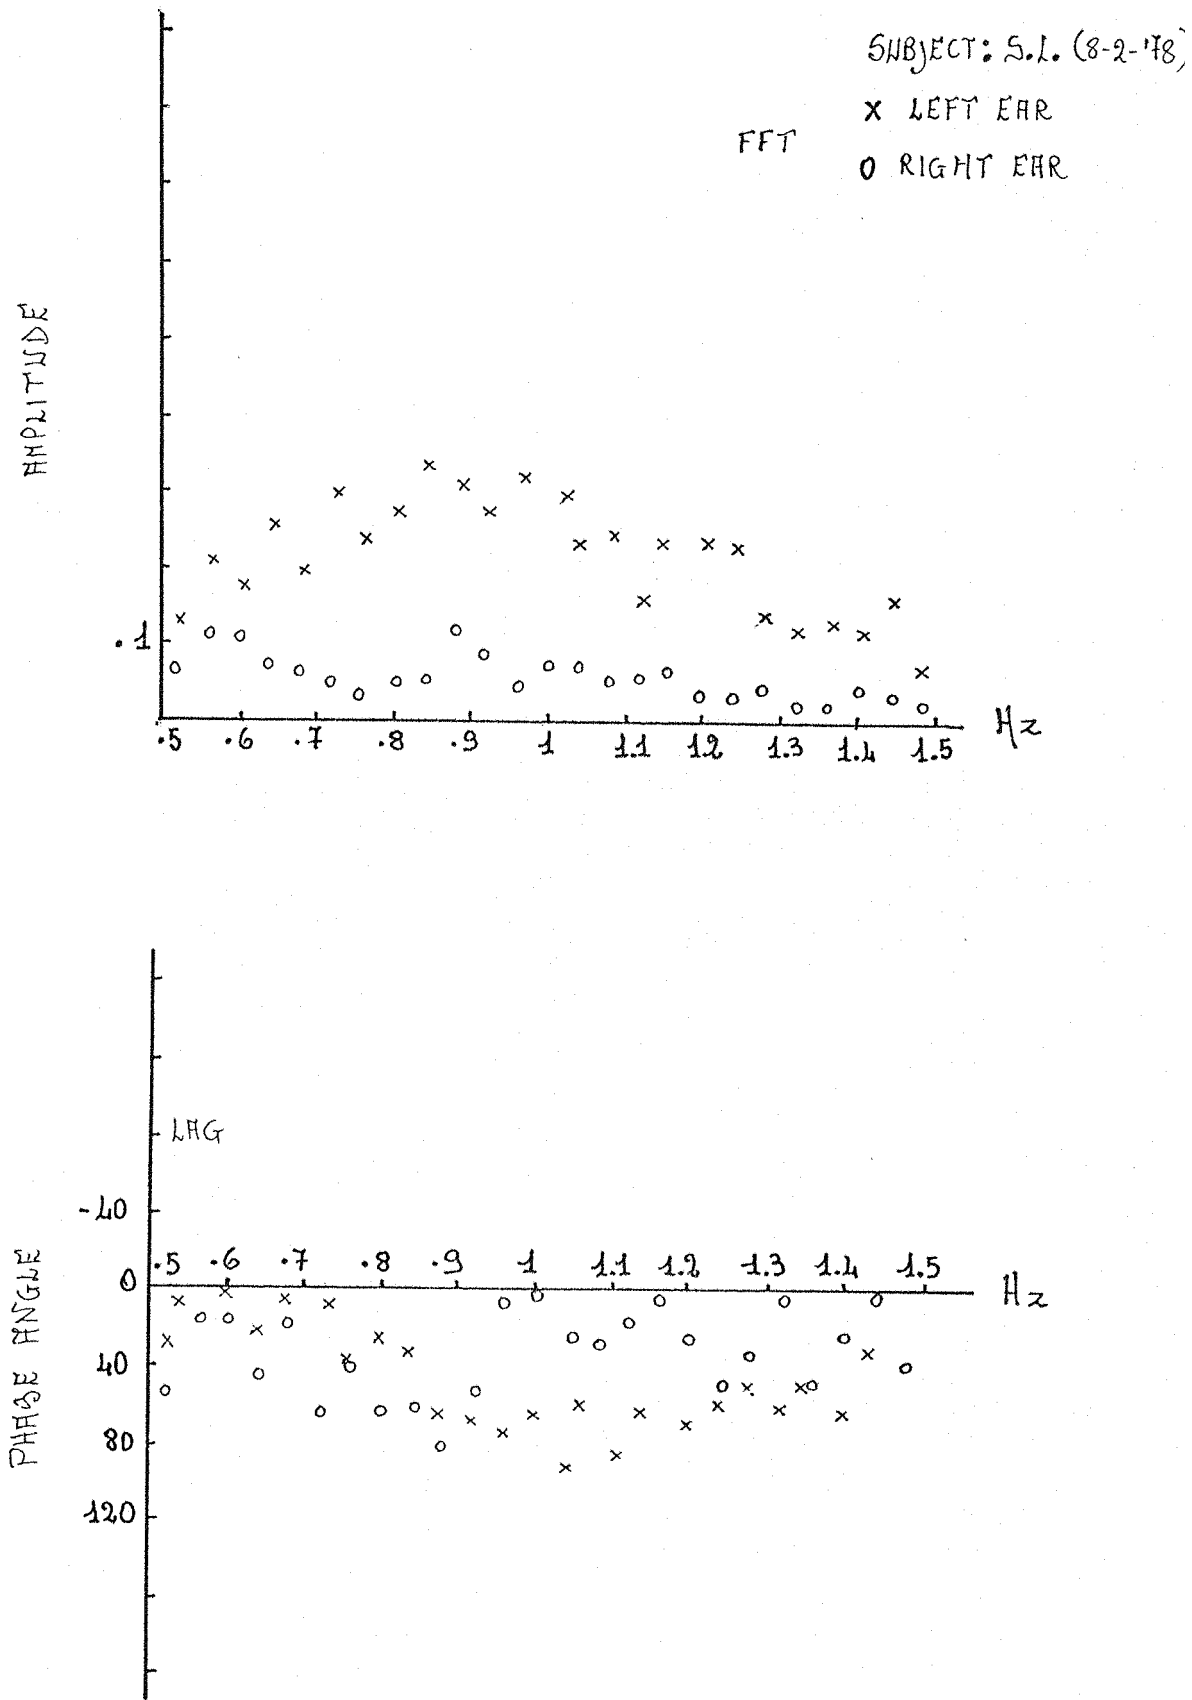 SUBJECT: S.L. (8-2-'78)
x LEFT EAR
FFT
o RIGHT EAR
AMPLITUDE
.1
.5 .6 .7 .8 .9 1 1.1 1.2 1.3 1.4 1.5 Hz
LAG
-40
.5 .6 .7 .8 .9 1 1.1 1.2 1.3 1.4 1.5
0
Hz
PHASE ANGLE
40
80
120